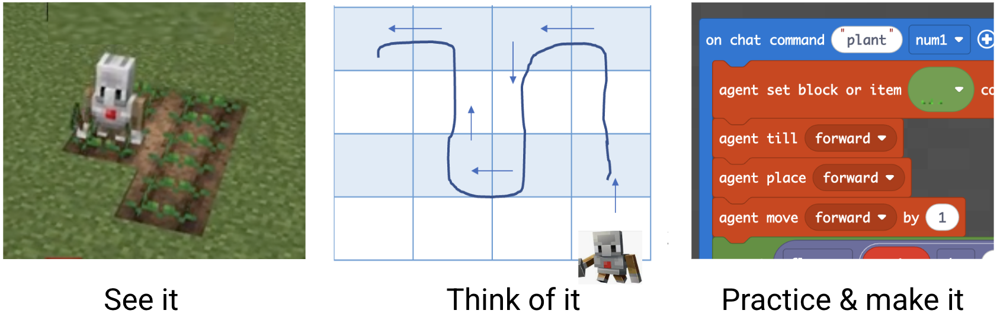 on chat command "plant" num1
agent set block or item
agent till forward
agent place forward
agent move forward by 1
See it
Think of it
Practice & make it